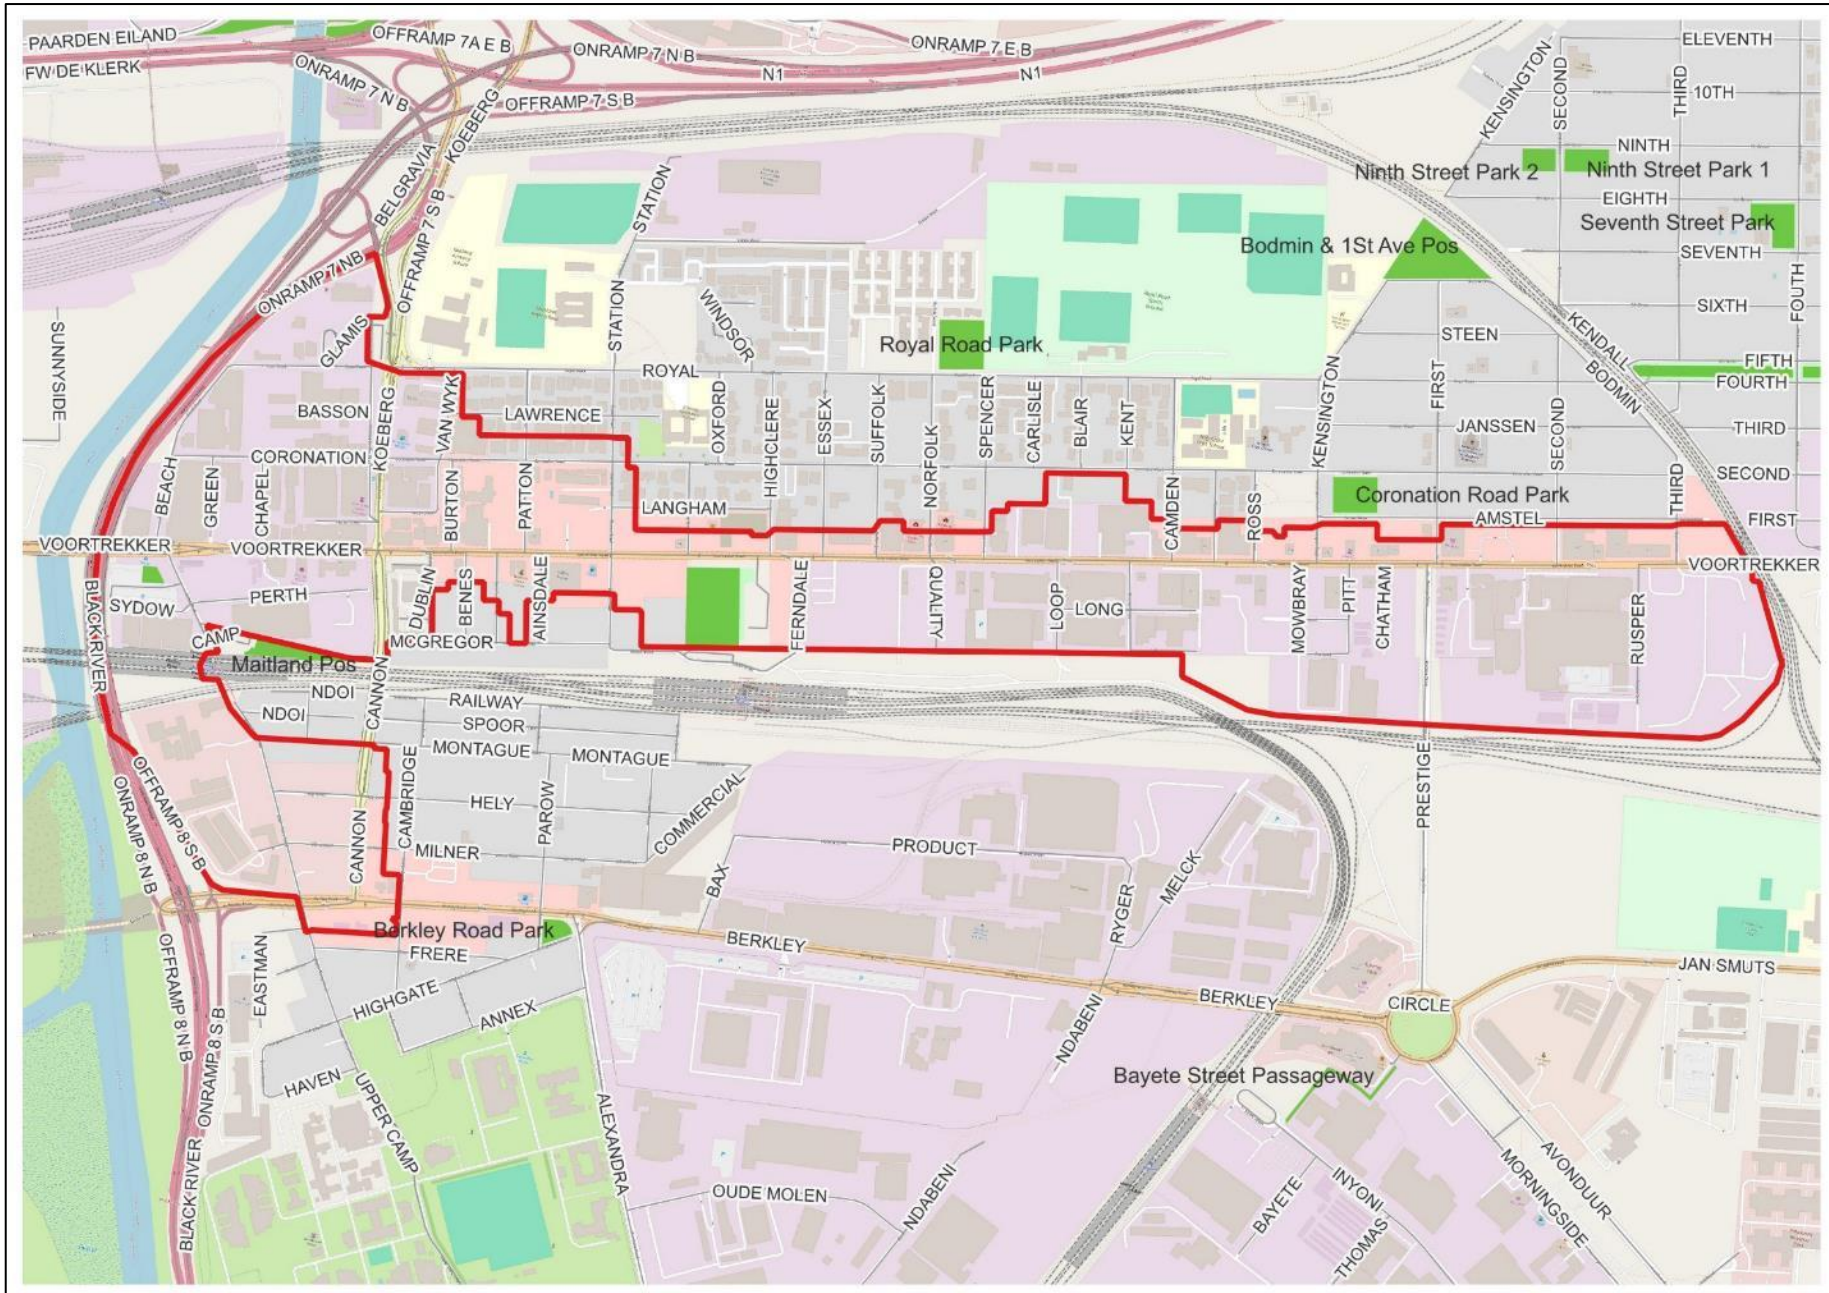 PAARDEN EILAND
OFFRAMP 7A E B
ONRAMP 7 N B
ONRAMP 7 E B
ELEVENTH
FW DE KLERK
ONRAMP 7 N B
N1
N1
OFFRAMP 7 S B
KOEBERG
KENSINGTON
SECOND
THIRD
10TH
BELGRAVIA
OFFRAMP 7 S B
STATION
NINTH
Ninth Street Park 2
Ninth Street Park 1
EIGHTH
Seventh Street Park
Bodmin & 1St Ave Pos
SEVENTH
ONRAMP 7 NB
FOUTH
SUNNYSIDE
GLAMIS
STATION
WINDSOR
SIXTH
Royal Road Park
STEEN
KENDALL
BODMIN
ROYAL
FIFTH
FOURTH
BASSON
KOEBERG
VAN WYK
LAWRENCE
OXFORD
HIGHCLERE
ESSEX
SUFFOLK
NORFOLK
SPENCER
CARLISLE
BLAIR
KENT
KENSINGTON
FIRST
JANSSEN
SECOND
THIRD
CORONATION
BEACH
GREEN
CHAPEL
BURTON
PATTON
SECOND
THIRD
Coronation Road Park
LANGHAM
CAMDEN
ROSS
AMSTEL
FIRST
VOORTREKKER
VOORTREKKER
VOORTREKKER
BLACK RIVER
SYDOW
PERTH
DUBLIN
BENES
AINSDALE
FERNDALE
QUALITY
LOOP
LONG
MOWBRAY
PITT
CHATHAM
RUSPER
CAMP
MCGREGOR
Maitland Pos
NDOI
CANNON
RAILWAY
NDOI
SPOOR
MONTAGUE
MONTAGUE
CAMBRIDGE
PRESTIGE
OFFRAMP 8 S B
ONRAMP 8 N B
HELY
PAROW
COMMERCIAL
CANNON
MILNER
PRODUCT
BAX
RYGER
MELCK
Berkley Road Park
BERKLEY
FRERE
EASTMAN
OFFRAMP 8 N B
ONRAMP 8 S B
HIGHGATE
ANNEX
JAN SMUTS
BERKLEY
CIRCLE
NDABENI
HAVEN
Bayete Street Passageway
UPPER CAMP
ALEXANDRA
BLACK RIVER
OUDE MOLEN
NDABENI
BAYETE
INYONI
THOMAS
MORNINGSIDE
AVONDUUR